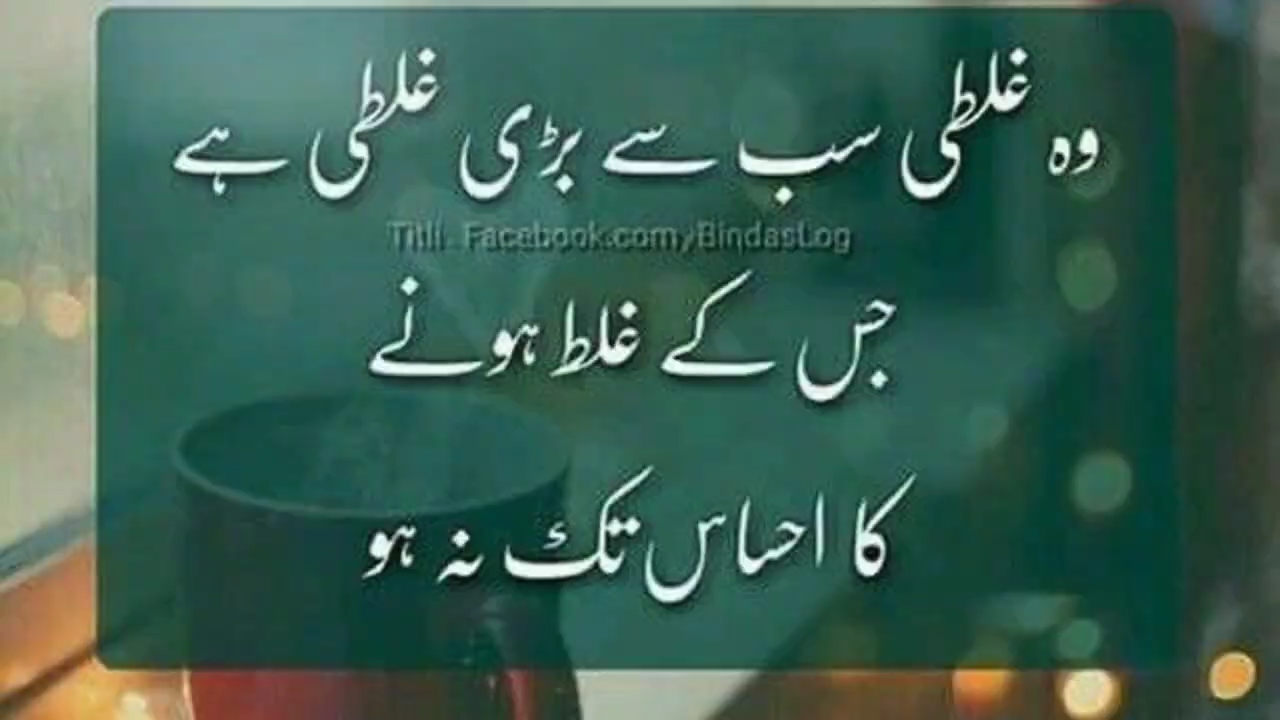 وہ غلطی سب سے بڑی غلطی ہے
Titli . Facebook.com/BindasLog
جس کے غلط ہونے
کا احساس تک نہ ہو